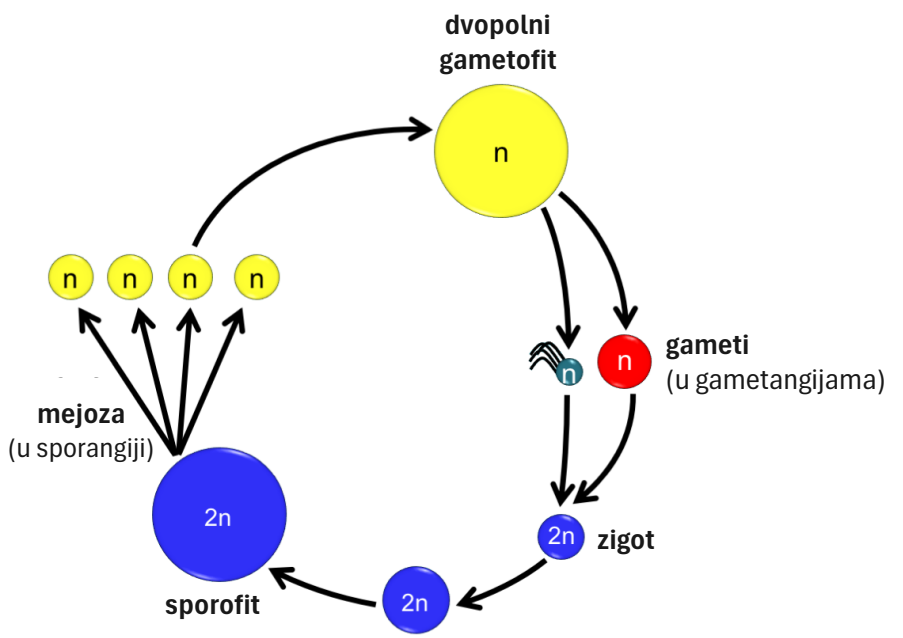 dvopolni
gametofit
n
n n n n
n n
gameti
(u gametangijama)
mejoza
(u sporangiji)
2n
2n
zigot
2n
sporofit